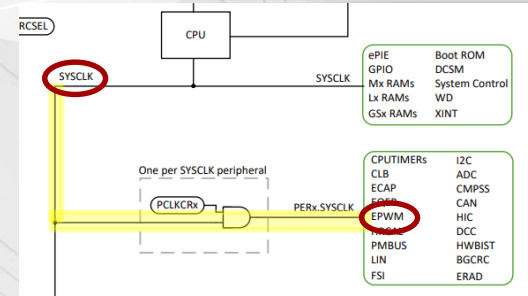 RCSEL)
CPU
SYSCLK
SYSCLK
ePIE Boot ROM
GPIO DCSM
Mx RAMs System Control
Lx RAMs WD
GSx RAMs XINT
One per SYSCLK peripheral
PCLKCRx
PERx.SYSCLK
CPUTIMERs I2C
CLB ADC
ECAP CMPSS
CAN
EPWM HIC
DCC
PMBUS HWBIST
LIN BGCRC
FSI ERAD